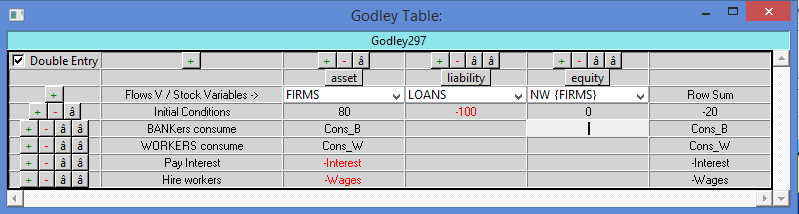 Godley Table:
Godley297
Double Entry + + - â â + - â â + - â â
asset liability equity
+ Flows V / Stock Variables -> FIRMS LOANS NW {FIRMS} Row Sum
+ - â Initial Conditions 80 -100 0 -20
+ - â â BANKers consume Cons_B Cons_B
+ - â â WORKERS consume Cons_W Cons_W
+ - â â Pay Interest -Interest -Interest
+ - â â Hire workers -Wages -Wages